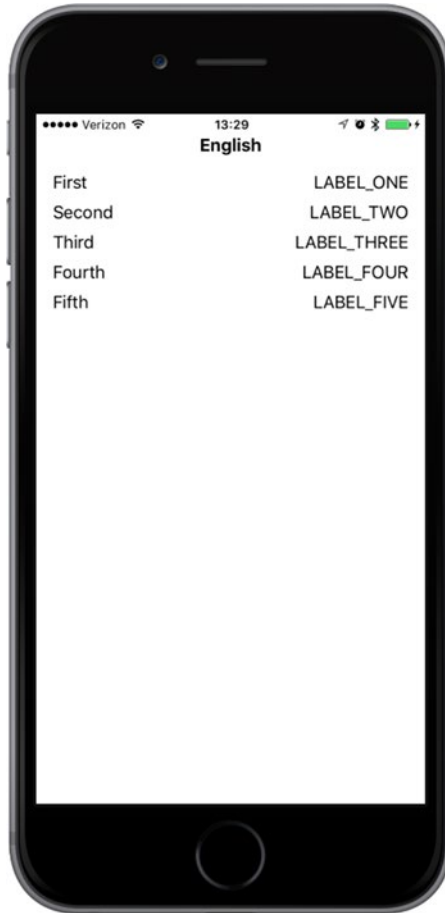 Verizon 13:29
English
First LABEL_ONE
Second LABEL_TWO
Third LABEL_THREE
Fourth LABEL_FOUR
Fifth LABEL_FIVE